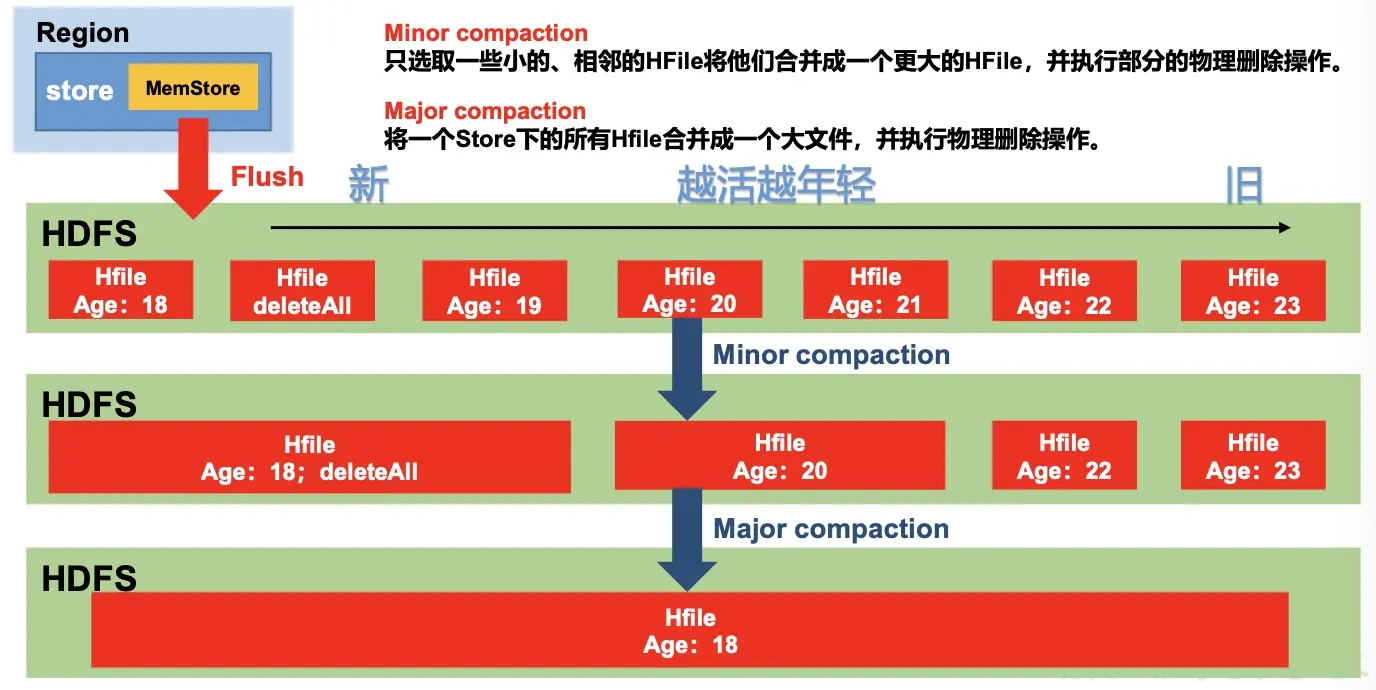 Region
store
MemStore
Minor compaction
只选取一些小的、相邻的HFile将他们合并成一个更大的HFile，并执行部分的物理删除操作。
Major compaction
将一个Store下的所有Hfile合并成一个大文件，并执行物理删除操作。
Flush
新
越活越年轻
旧
HDFS
Hfile
Age：18
Hfile
deleteAll
Hfile
Age：19
Hfile
Age：20
Hfile
Age：21
Hfile
Age：22
Hfile
Age：23
Minor compaction
HDFS
Hfile
Age：18；deleteAll
Hfile
Age：20
Hfile
Age：22
Hfile
Age：23
Major compaction
HDFS
Hfile
Age：18